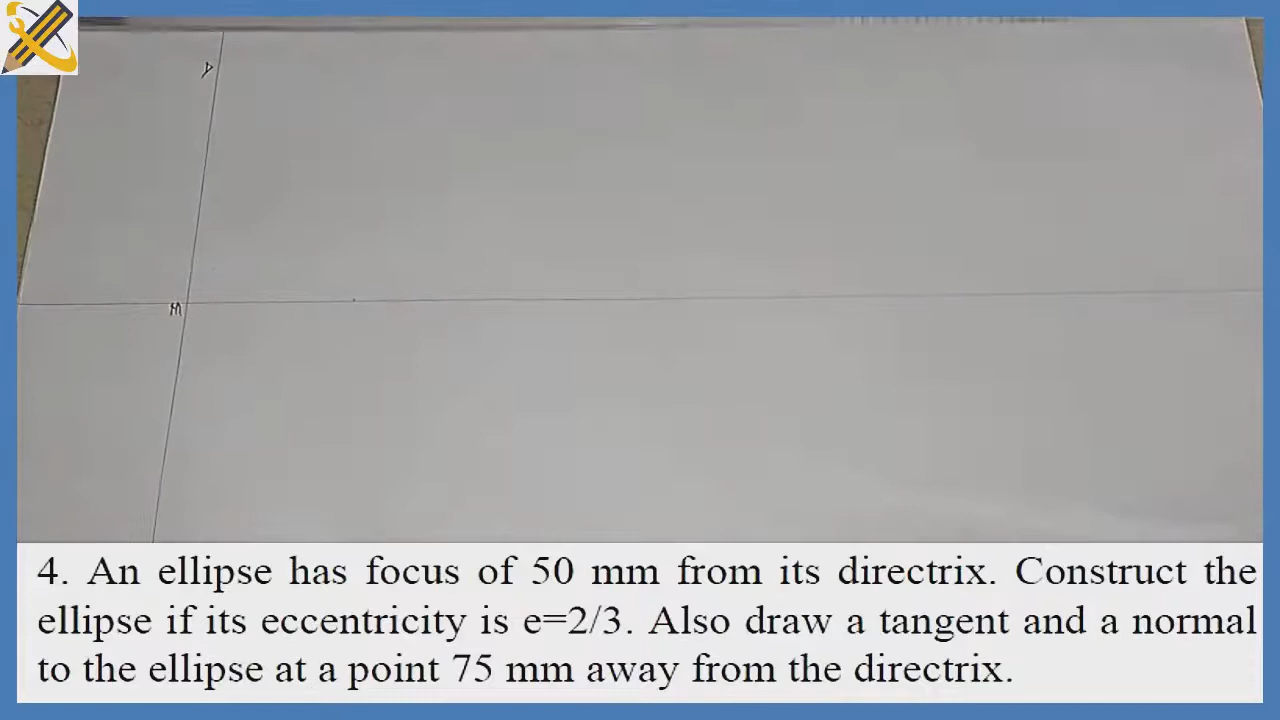 y
M
4. An ellipse has focus of 50 mm from its directrix. Construct the
ellipse if its eccentricity is e=2/3. Also draw a tangent and a normal
to the ellipse at a point 75 mm away from the directrix.